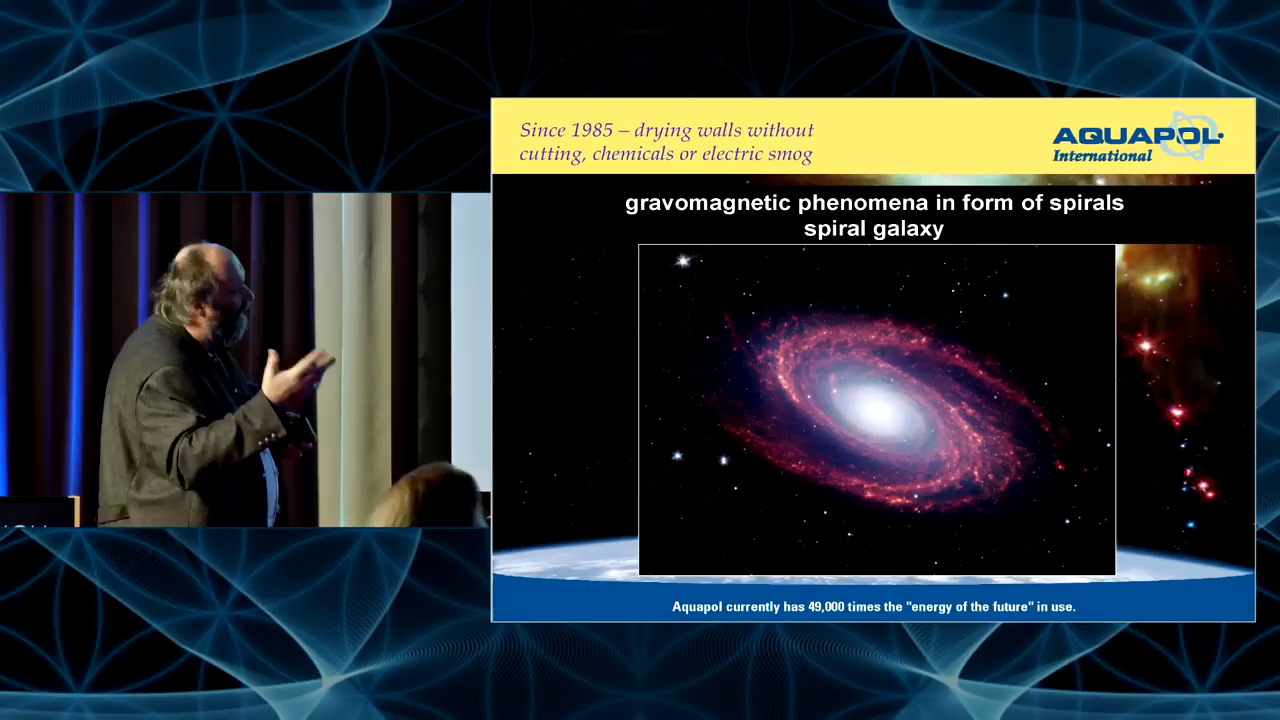 Since 1985 – drying walls without
cutting, chemicals or electric smog
AQUAPOL
International
gravomagnetic phenomena in form of spirals
spiral galaxy
Aquapol currently has 49,000 times the "energy of the future" in use.